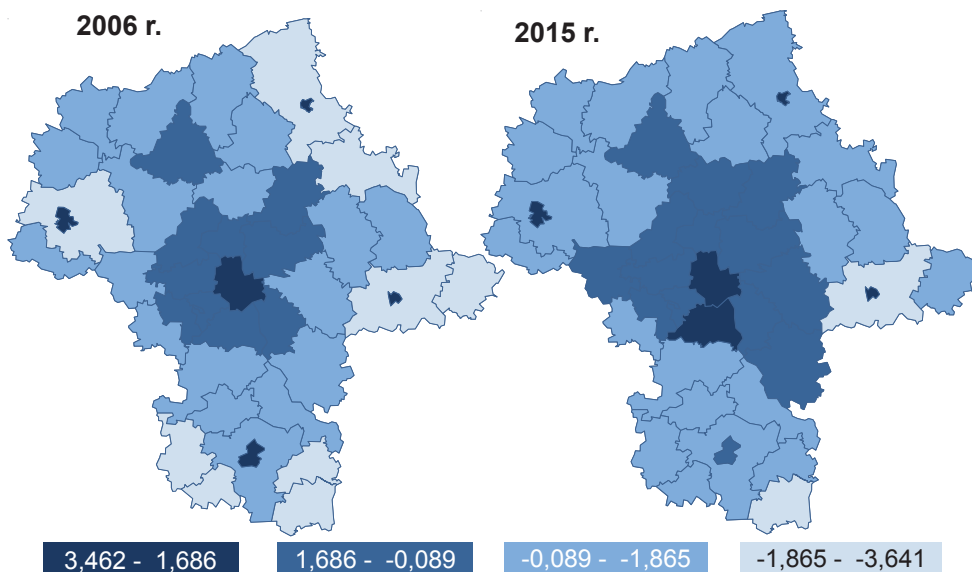 2006 r.
2015 r.
3,462 - 1,686
1,686 - -0,089
-0,089 - -1,865
-1,865 - -3,641